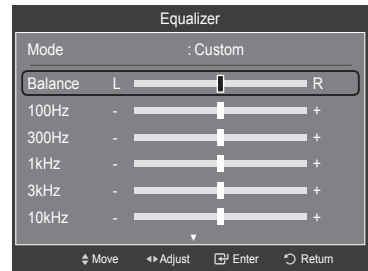 Equalizer
Mode : Custom
Balance L R
100Hz - +
300Hz - +
1kHz - +
3kHz - +
10kHz - +
Move Adjust Enter Return